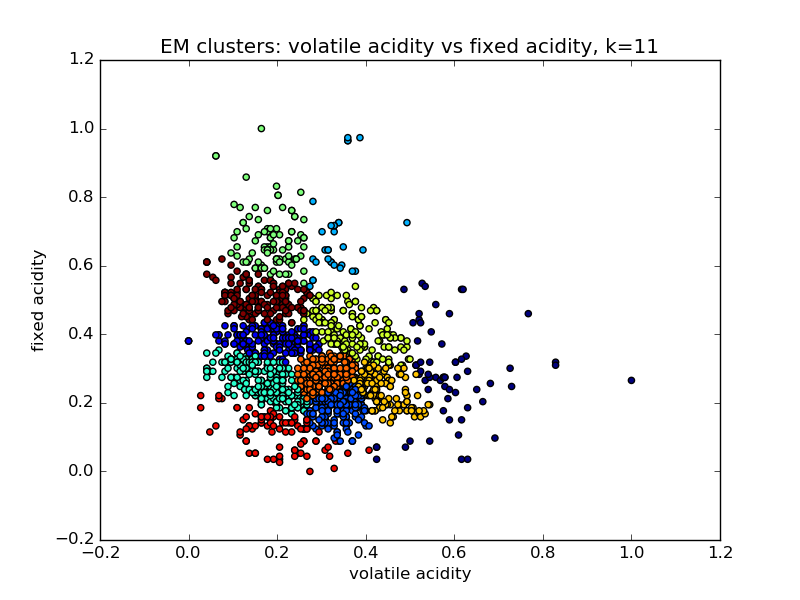 EM clusters: volatile acidity vs fixed acidity, k=11
1.2
1.0
0.8
0.6
0.4
0.2
0.0
−0.2
fixed acidity
−0.2 0.0 0.2 0.4 0.6 0.8 1.0 1.2
volatile acidity